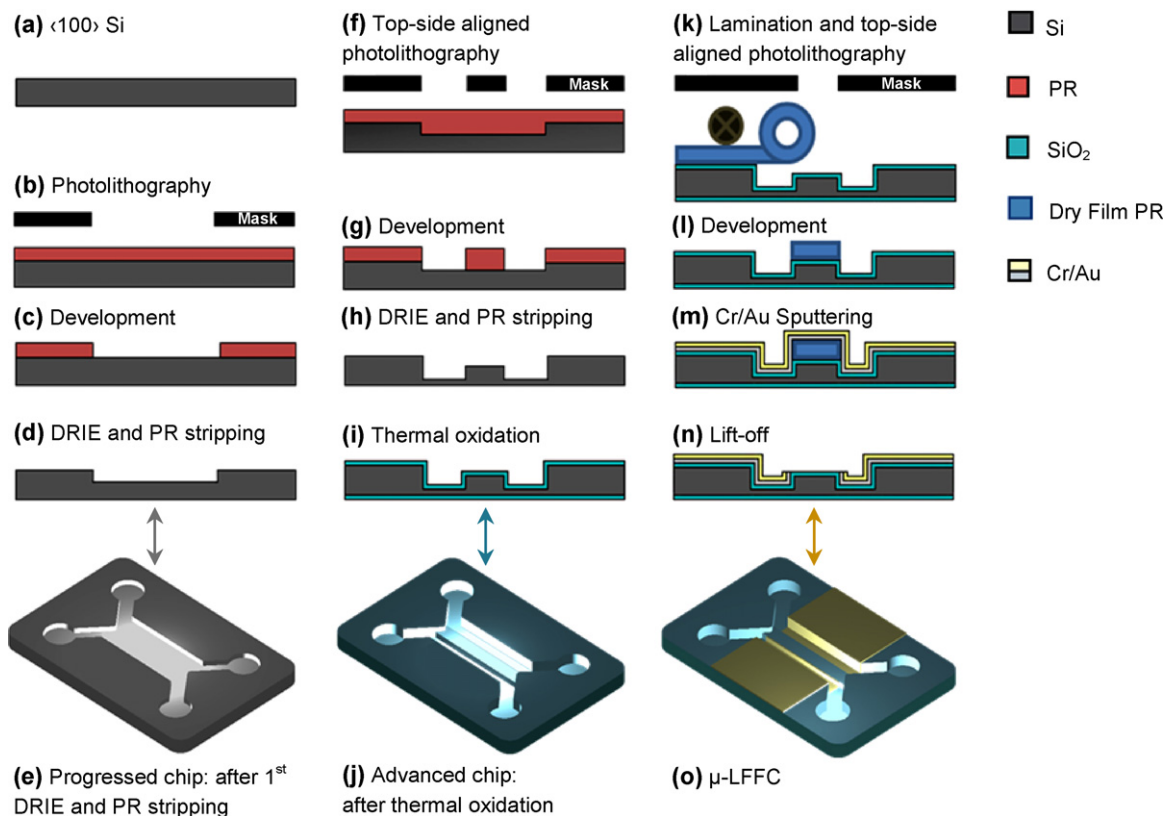 (a) ‹100› Si
(b) Photolithography
Mask
(c) Development
(d) DRIE and PR stripping
(e) Progressed chip: after 1st
DRIE and PR stripping
(f) Top-side aligned
photolithography
Mask
(g) Development
(h) DRIE and PR stripping
(i) Thermal oxidation
(j) Advanced chip:
after thermal oxidation
(k) Lamination and top-side
aligned photolithography
Mask
(l) Development
(m) Cr/Au Sputtering
(n) Lift-off
(o) μ-LFFC
Si
PR
SiO₂
Dry Film PR
Cr/Au